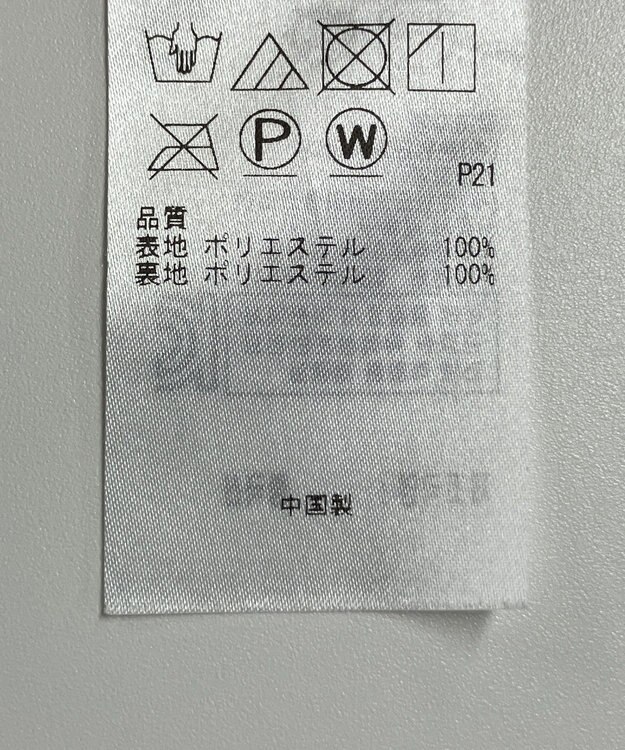 P W
P21
品質
表地 ポリエステル 100%
裏地 ポリエステル 100%
中国製